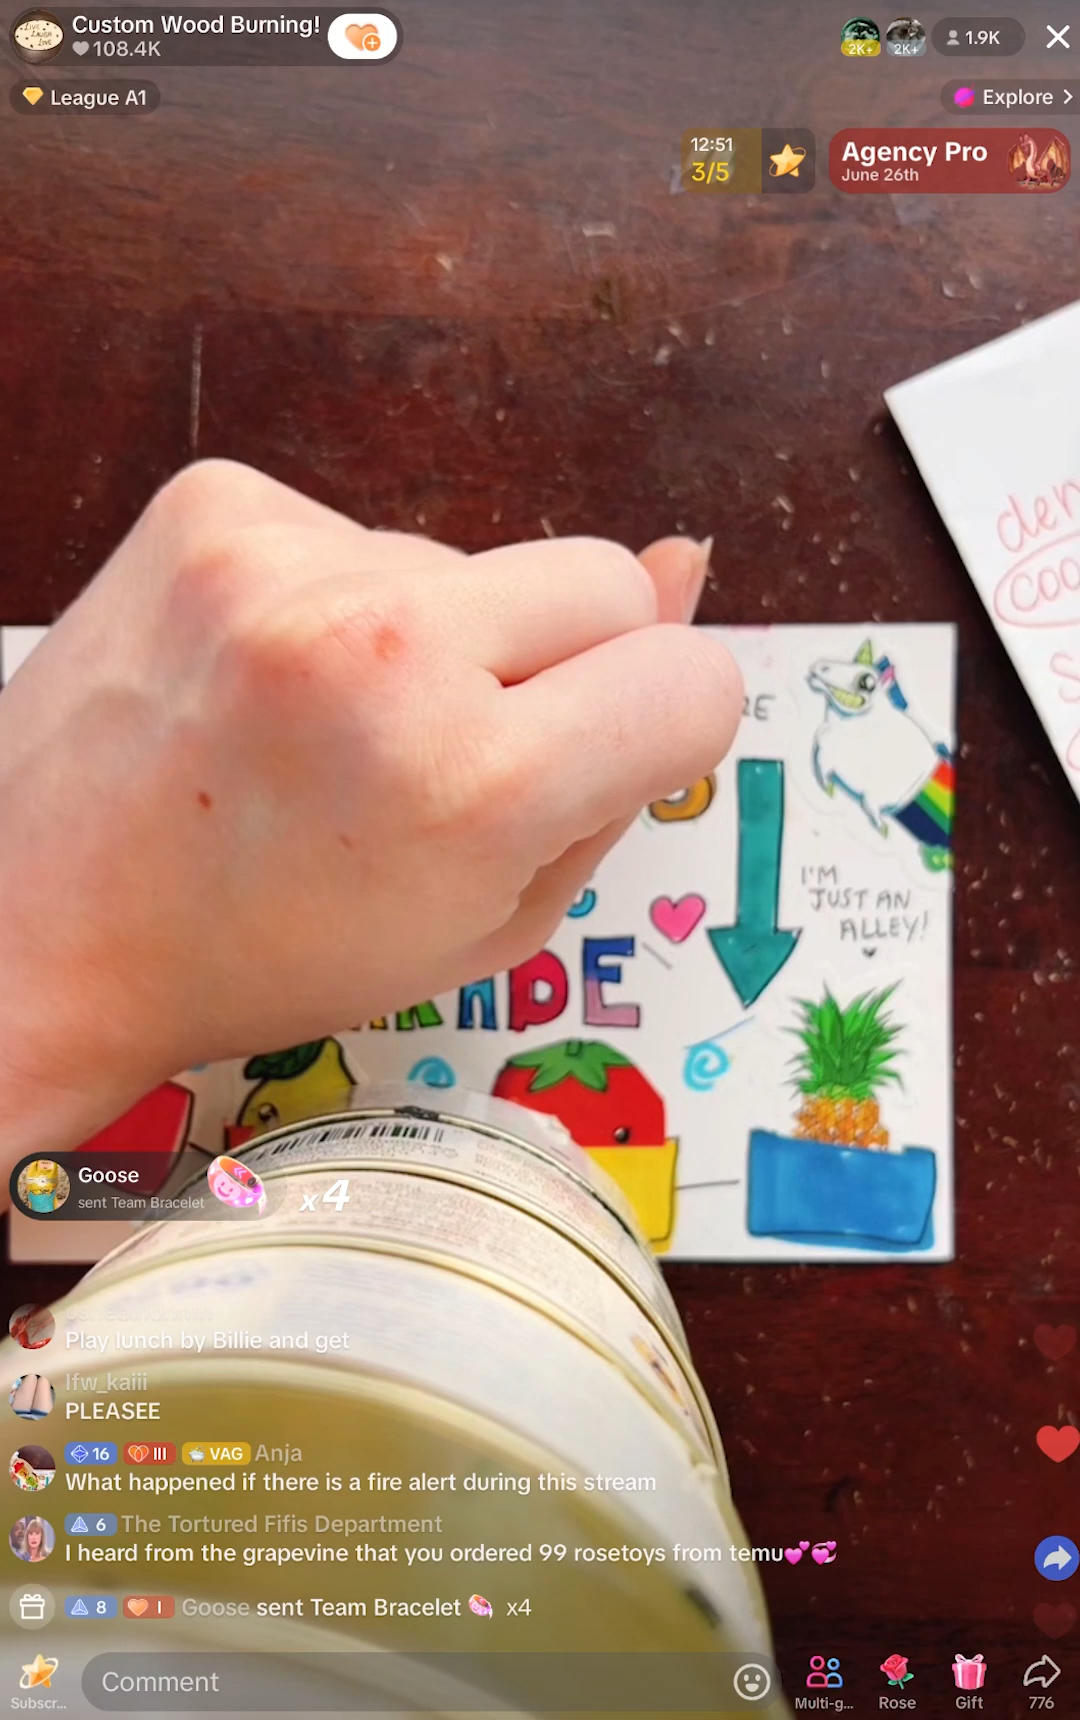 Custom Wood Burning!
108.4K
2K+
2K+
1.9K
League A1
Explore
12:51
3/5
Agency Pro
June 26th
I'M
JUST AN
ALLEY!
Goose
sent Team Bracelet
x4
Play lunch by Billie and get
lfw_kaiii
PLEASEE
16 III VAG Anja
What happened if there is a fire alert during this stream
6 The Tortured Fifis Department
I heard from the grapevine that you ordered 99 rosetoys from temu💕💞
8 I Goose sent Team Bracelet x4
Subscr...
Comment
Multi-g...
Rose
Gift
776